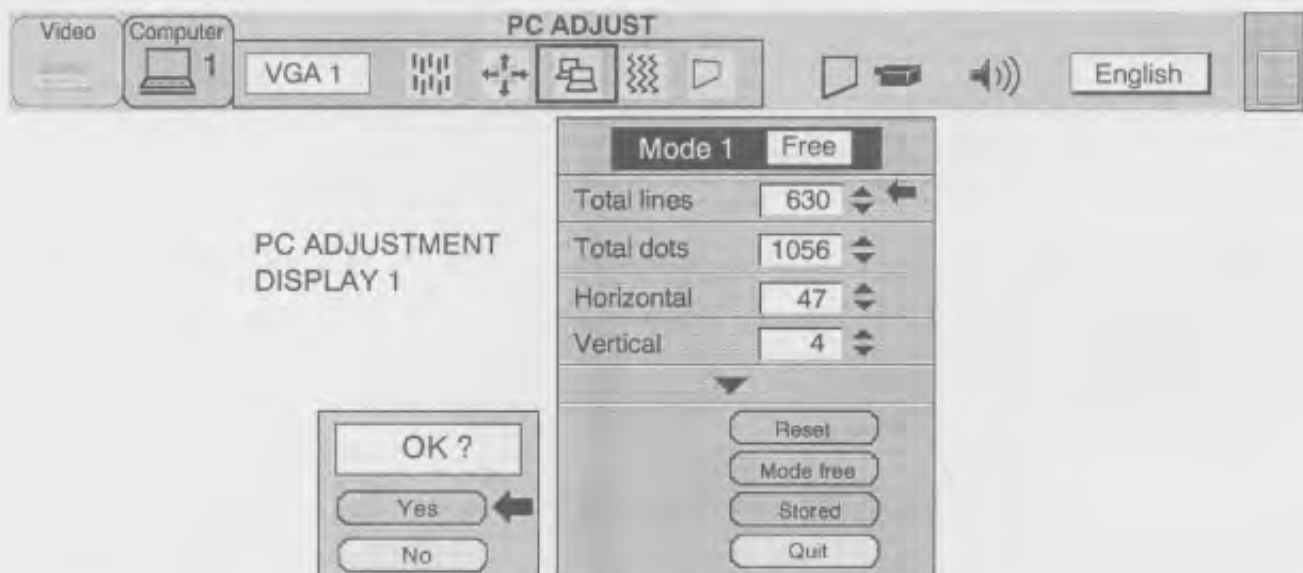 PC ADJUST
Video
Computer
1
VGA 1
English
Mode 1 Free
Total lines 630
Total dots 1056
Horizontal 47
Vertical 4
PC ADJUSTMENT
DISPLAY 1
Reset
Mode free
Stored
Quit
OK ?
Yes
No